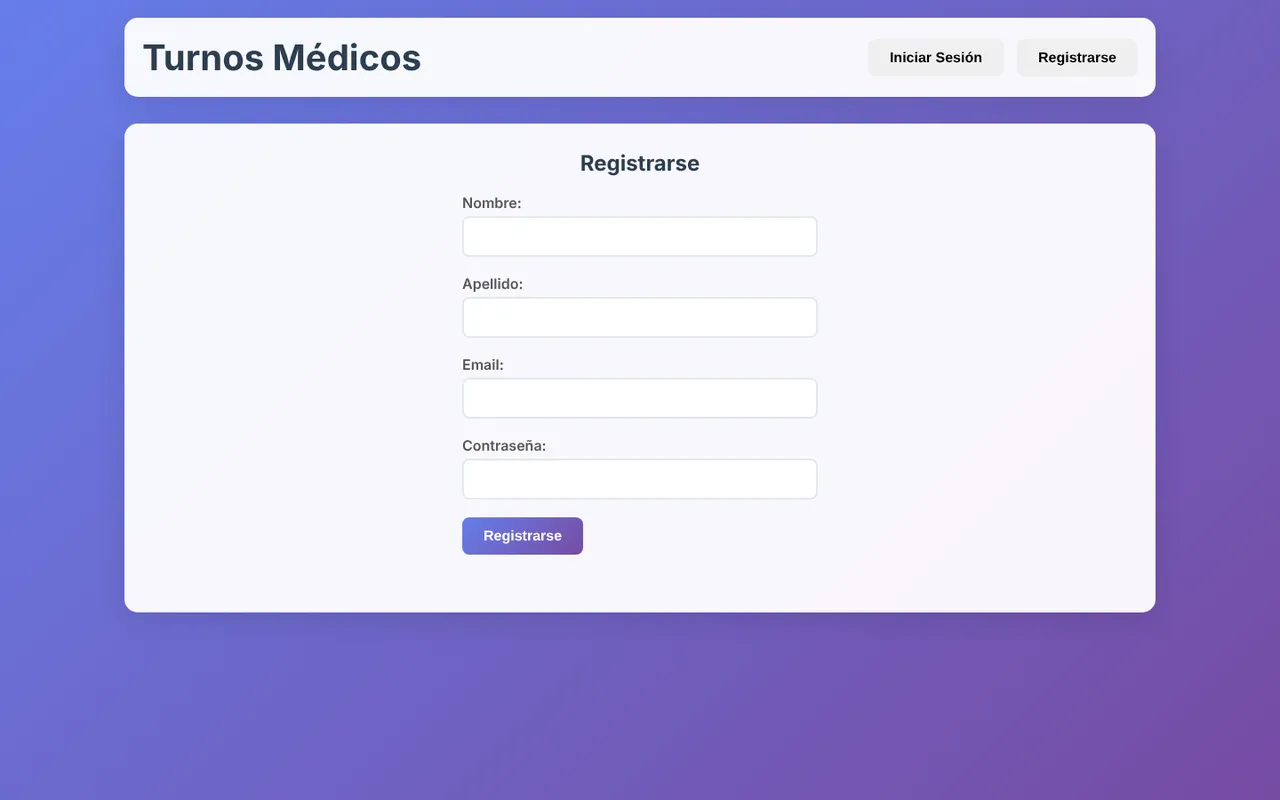 Turnos Médicos
Iniciar Sesión
Registrarse
Registrarse
Nombre:
Apellido:
Email:
Contraseña:
Registrarse